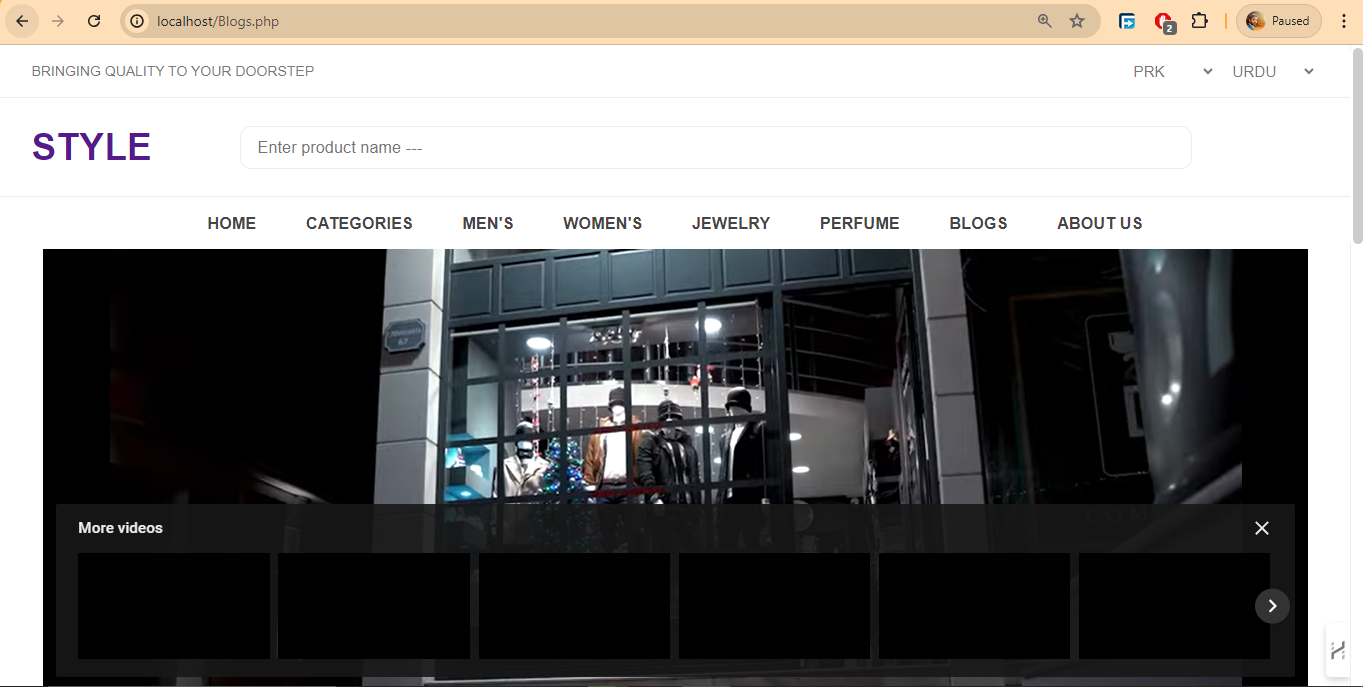 localhost/Blogs.php
2
Paused
BRINGING QUALITY TO YOUR DOORSTEP
PRK
URDU
STYLE
Enter product name ---
HOME
CATEGORIES
MEN'S
WOMEN'S
JEWELRY
PERFUME
BLOGS
ABOUT US
67
More videos